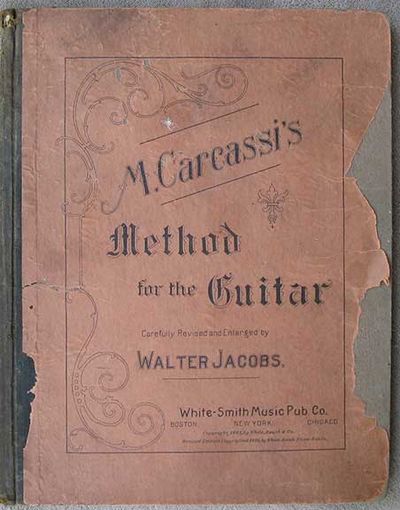 M. Carcassi's
Method
for the Guitar
Carefully Revised and Enlarged by
WALTER JACOBS.
White-Smith Music Pub. Co.
BOSTON NEW YORK CHICAGO